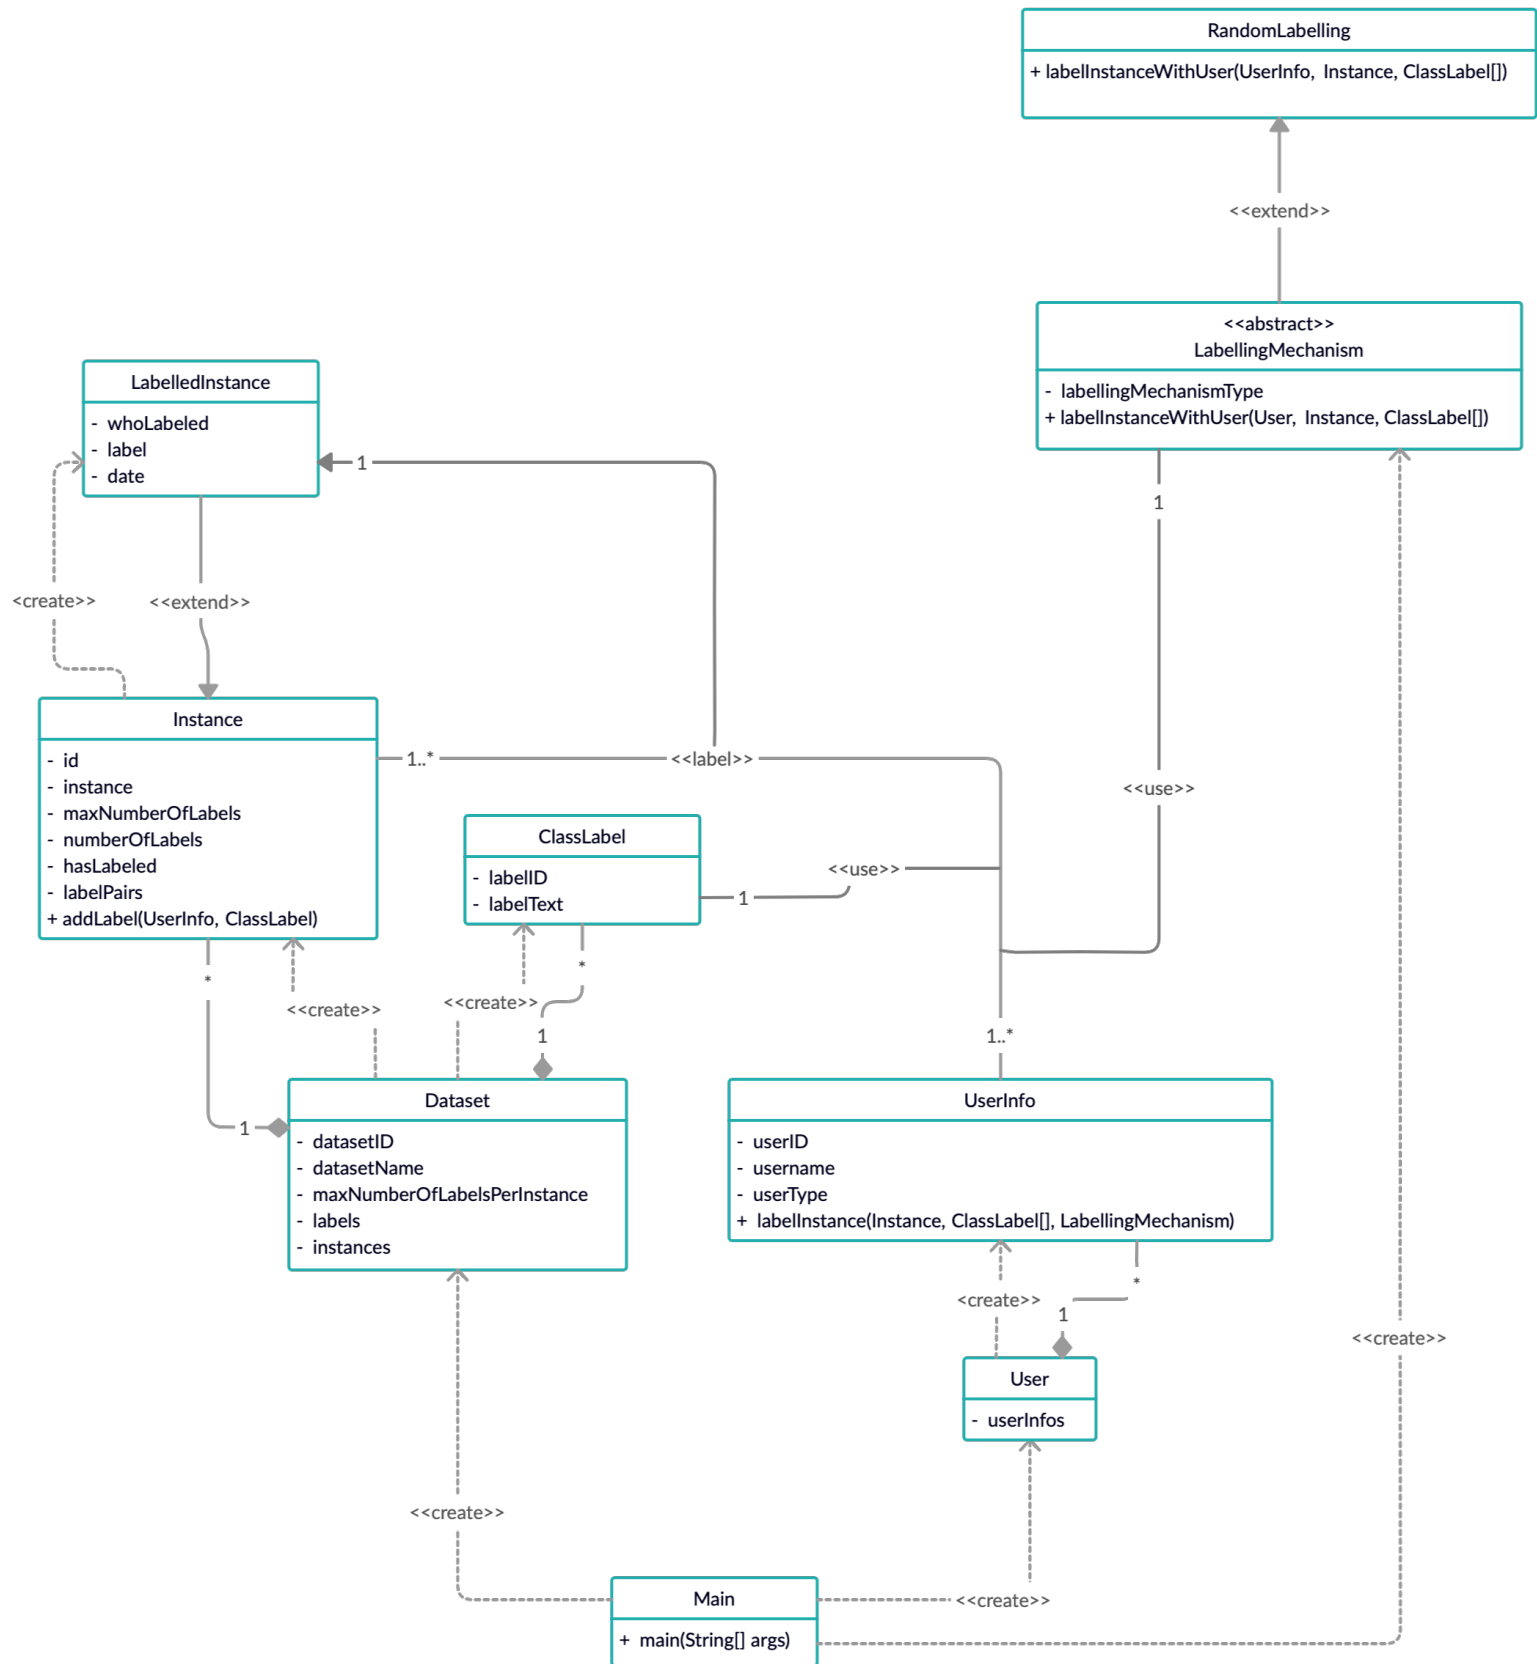 RandomLabelling
+ labelInstanceWithUser(UserInfo, Instance, ClassLabel[])
<<extend>>
<<abstract>>
LabellingMechanism
- labellingMechanismType
+ labelInstanceWithUser(User, Instance, ClassLabel[])
LabelledInstance
- whoLabeled
- label
- date
1
1
<create>>
<<extend>>
Instance
- id
- instance
- maxNumberOfLabels
- numberOfLabels
- hasLabeled
- labelPairs
+ addLabel(UserInfo, ClassLabel)
1..*
<<label>>
<<use>>
ClassLabel
- labelID
- labelText
1
<<use>>
*
<<create>>
<<create>>
*
1
1
1..*
Dataset
- datasetID
- datasetName
- maxNumberOfLabelsPerInstance
- labels
- instances
UserInfo
- userID
- username
- userType
+ labelInstance(Instance, ClassLabel[], LabellingMechanism)
<create>>
*
1
<<create>>
User
- userInfos
<<create>>
<<create>>
Main
+ main(String[] args)